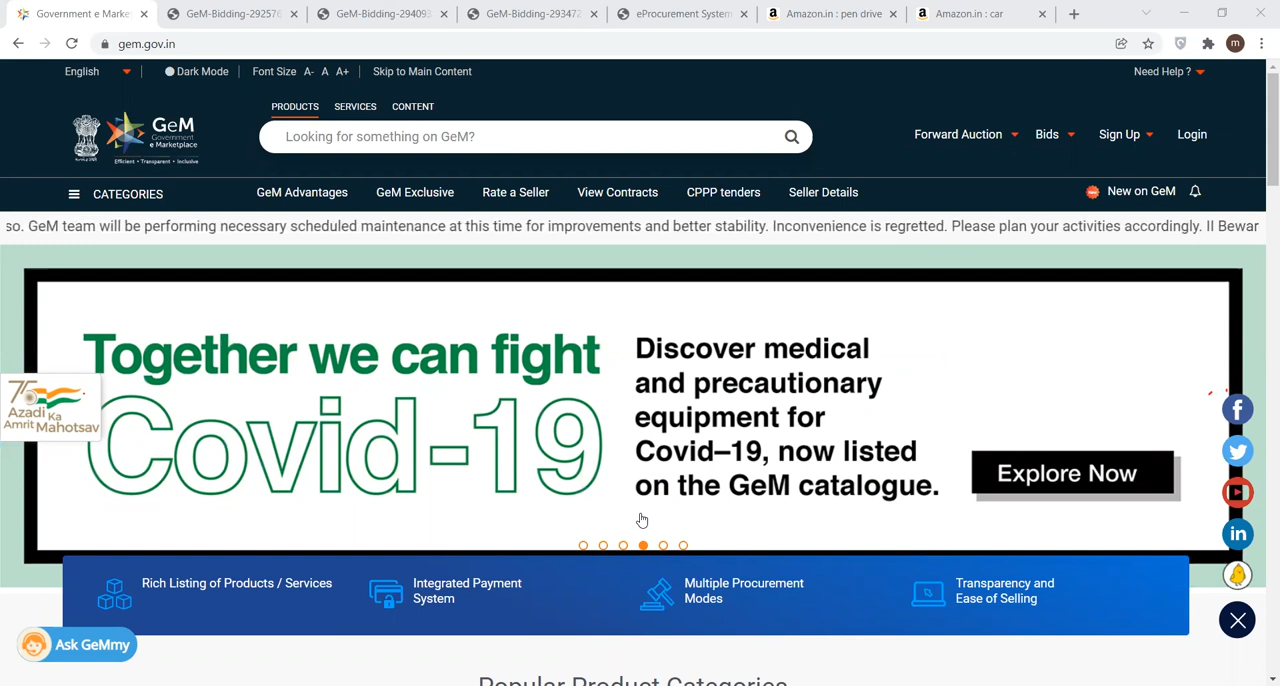 Government e Marke
GeM-Bidding-29257
GeM-Bidding-294093
GeM-Bidding-293472
eProcurement System
Amazon.in : pen drive
Amazon.in : car
gem.gov.in
m
English
Dark Mode
Font Size A- A A+
Skip to Main Content
Need Help ?
PRODUCTS SERVICES CONTENT
GeM
Government
e Marketplace
Efficient • Transparent • Inclusive
Looking for something on GeM?
Forward Auction
Bids
Sign Up
Login
CATEGORIES
GeM Advantages
GeM Exclusive
Rate a Seller
View Contracts
CPPP tenders
Seller Details
New on GeM
so. GeM team will be performing necessary scheduled maintenance at this time for improvements and better stability. Inconvenience is regretted. Please plan your activities accordingly. II Bewar
Together we can fight
Covid-19
Discover medical
and precautionary
equipment for
Covid–19, now listed
on the GeM catalogue.
Explore Now
75
Azadi Ka
Amrit Mahotsav
Rich Listing of Products / Services
Integrated Payment
System
Multiple Procurement
Modes
Transparency and
Ease of Selling
Ask GeMmy
Popular Product Categories